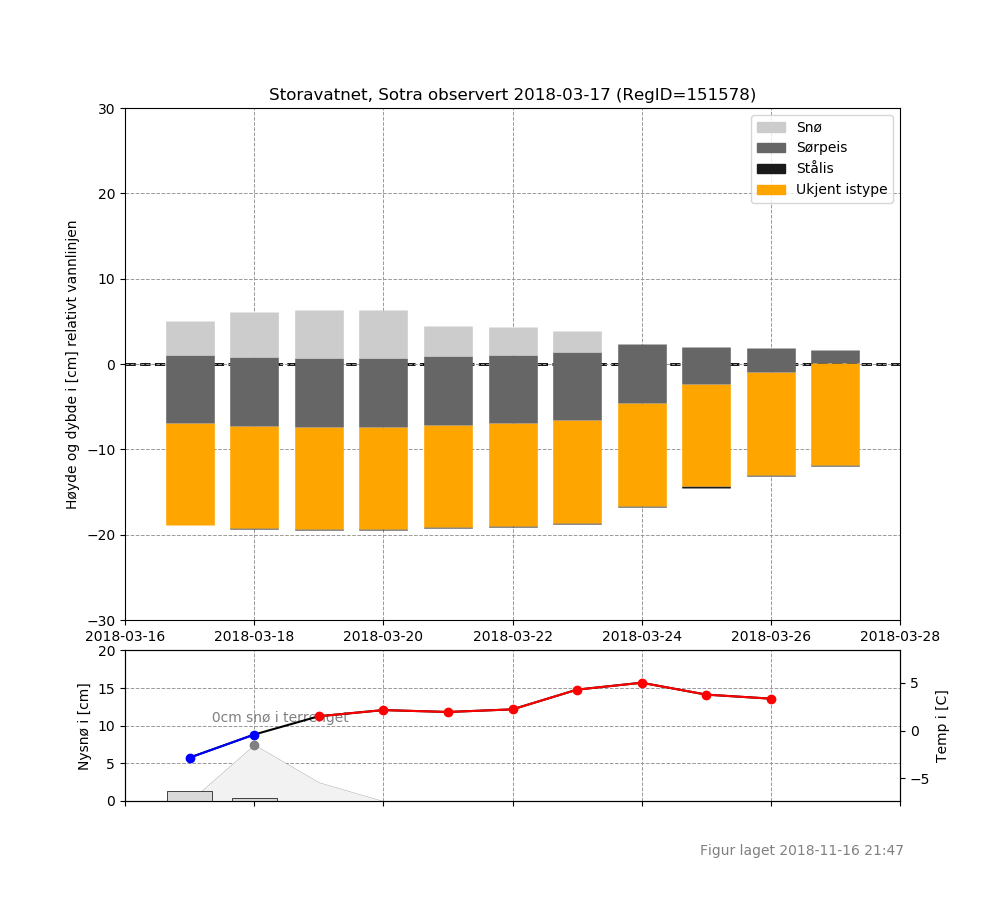 Storavatnet, Sotra observert 2018-03-17 (RegID=151578)
Høyde og dybde i [cm] relativt vannlinjen
30
20
10
0
−10
−20
−30
Snø
Sørpeis
Stålis
Ukjent istype
2018-03-16 2018-03-18 2018-03-20 2018-03-22 2018-03-24 2018-03-26 2018-03-28
Nysnø i [cm]
20
15
10
5
0
0cm snø i terrenget
5
0
−5
Temp i [C]
Figur laget 2018-11-16 21:47